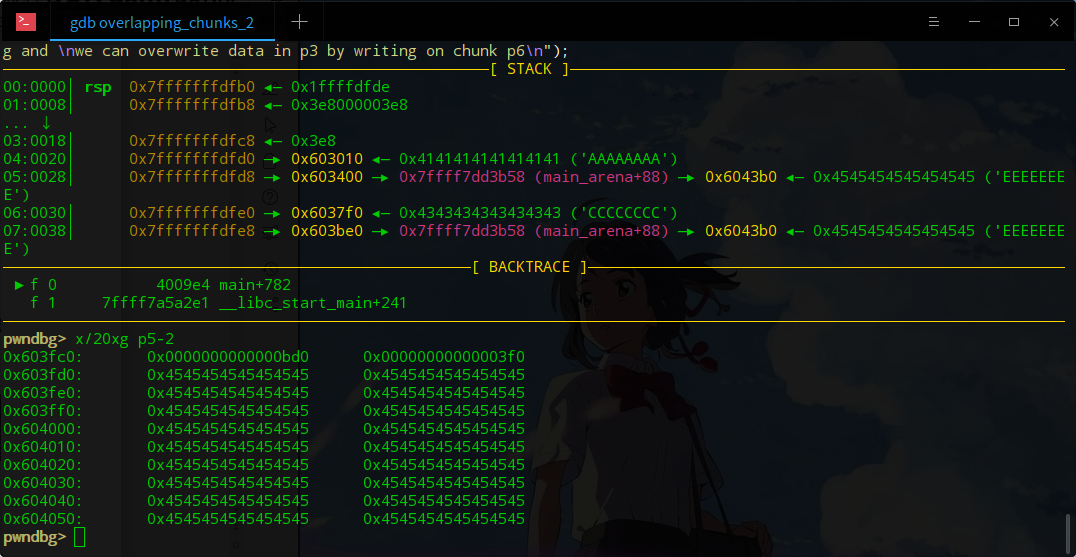 gdb overlapping_chunks_2
g and \nwe can overwrite data in p3 by writing on chunk p6\n");
[ STACK ]
00:0000│ rsp 0x7fffffffdfb0 ◂— 0x1ffffdfde
01:0008│ 0x7fffffffdfb8 ◂— 0x3e8000003e8
... ↓
03:0018│ 0x7fffffffdfc8 ◂— 0x3e8
04:0020│ 0x7fffffffdfd0 —▸ 0x603010 ◂— 0x4141414141414141 ('AAAAAAAA')
05:0028│ 0x7fffffffdfd8 —▸ 0x603400 —▸ 0x7ffff7dd3b58 (main_arena+88) —▸ 0x6043b0 ◂— 0x4545454545454545 ('EEEEEEE
E')
06:0030│ 0x7fffffffdfe0 —▸ 0x6037f0 ◂— 0x4343434343434343 ('CCCCCCCC')
07:0038│ 0x7fffffffdfe8 —▸ 0x603be0 —▸ 0x7ffff7dd3b58 (main_arena+88) —▸ 0x6043b0 ◂— 0x4545454545454545 ('EEEEEEE
E')
[ BACKTRACE ]
► f 0 4009e4 main+782
f 1 7ffff7a5a2e1 __libc_start_main+241
pwndbg> x/20xg p5-2
0x603fc0: 0x0000000000000bd0 0x00000000000003f0
0x603fd0: 0x4545454545454545 0x4545454545454545
0x603fe0: 0x4545454545454545 0x4545454545454545
0x603ff0: 0x4545454545454545 0x4545454545454545
0x604000: 0x4545454545454545 0x4545454545454545
0x604010: 0x4545454545454545 0x4545454545454545
0x604020: 0x4545454545454545 0x4545454545454545
0x604030: 0x4545454545454545 0x4545454545454545
0x604040: 0x4545454545454545 0x4545454545454545
0x604050: 0x4545454545454545 0x4545454545454545
pwndbg>